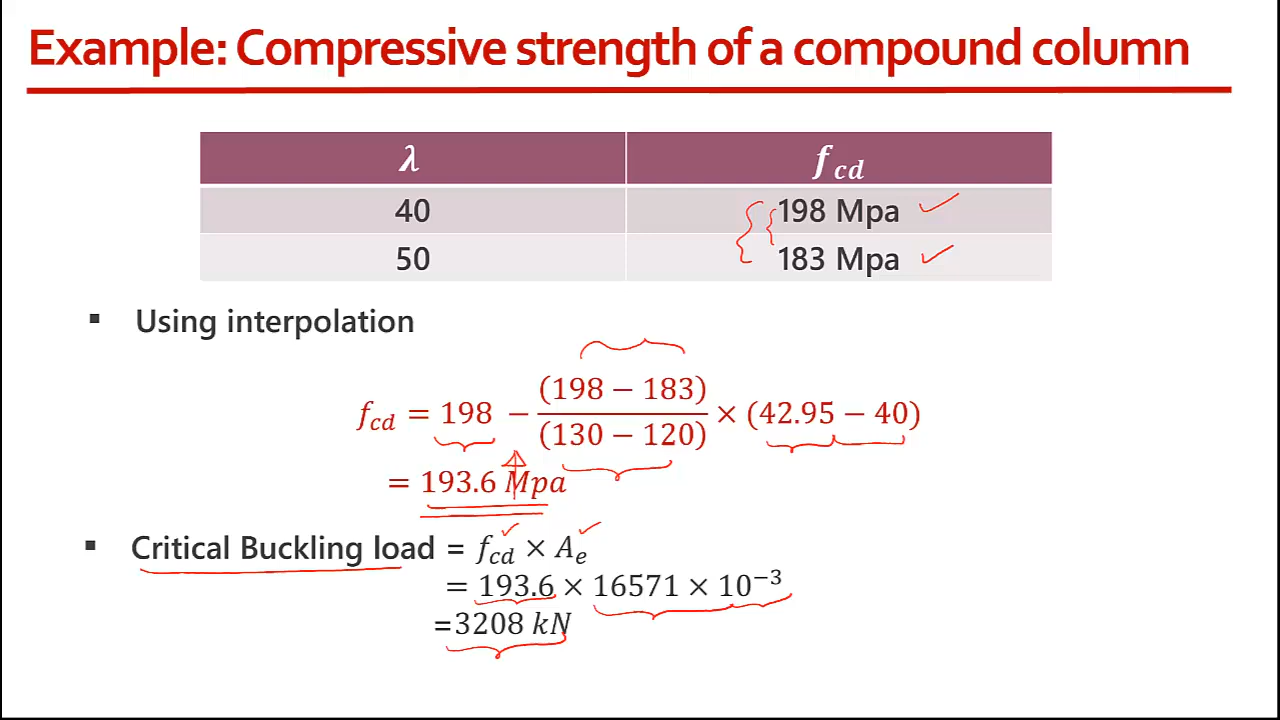 Example: Compressive strength of a compound column
λ f_cd
40 198 Mpa
50 183 Mpa
▪ Using interpolation
f_cd = 198 − (198 − 183)/(130 − 120) × (42.95 − 40)
= 193.6 Mpa
▪ Critical Buckling load = f_cd × A_e
= 193.6 × 16571 × 10⁻³
=3208 kN